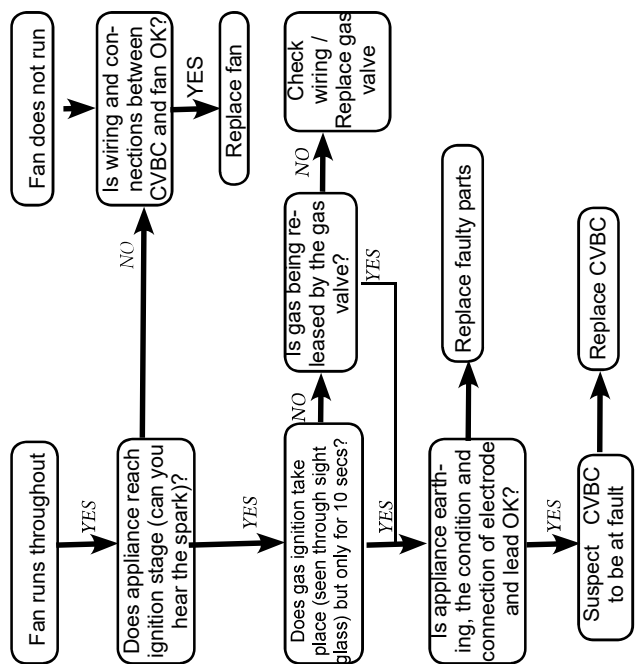 Fan runs throughout
YES
Does appliance reach
ignition stage (can you
hear the spark)?
NO
YES
Does gas ignition take
place (seen through sight
glass) but only for 10 secs?
NO
YES
Is appliance earth-
ing, the condition and
connection of electrode
and lead OK?
YES
Suspect CVBC
to be at fault
Is gas being re-
leased by the gas
valve?
NO
YES
Replace faulty parts
Replace CVBC
Fan does not run
Is wiring and con-
nections between
CVBC and fan OK?
YES
Replace fan
Check
wiring /
Replace gas
valve